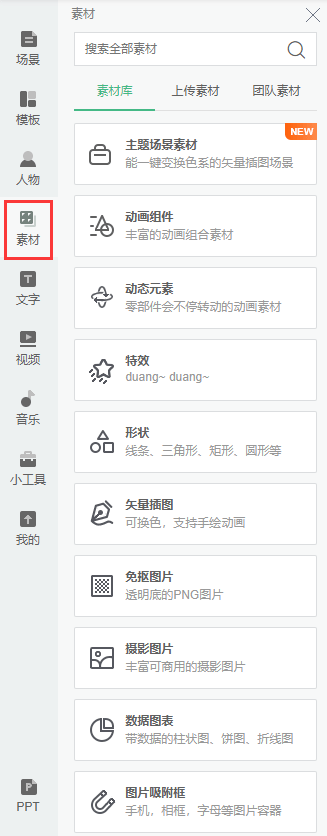 素材
搜索全部素材
素材库
上传素材
团队素材
场景
模板
人物
素材
文字
视频
音乐
小工具
我的
PPT
NEW
主题场景素材
能一键变换色系的矢量插图场景
动画组件
丰富的动画组合素材
动态元素
零部件会不停转动的动画素材
特效
duang~ duang~
形状
线条、三角形、矩形、圆形等
矢量插图
可换色，支持手绘动画
免抠图片
透明底的PNG图片
摄影图片
丰富可商用的摄影图片
数据图表
带数据的柱状图、饼图、折线图
图片吸附框
手机，相框，字母等图片容器